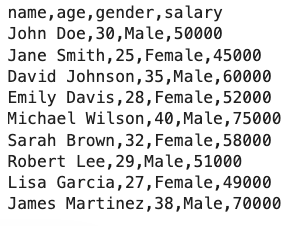 name,age,gender,salary
John Doe,30,Male,50000
Jane Smith,25,Female,45000
David Johnson,35,Male,60000
Emily Davis,28,Female,52000
Michael Wilson,40,Male,75000
Sarah Brown,32,Female,58000
Robert Lee,29,Male,51000
Lisa Garcia,27,Female,49000
James Martinez,38,Male,70000